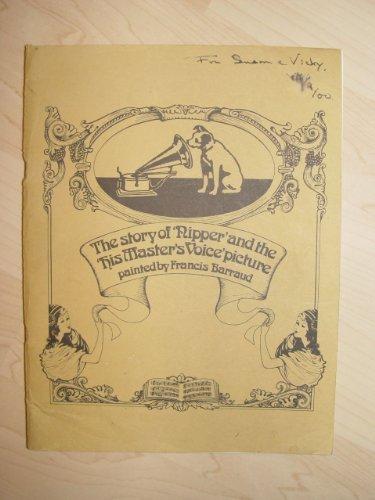 For Susan & Vicky.
The story of 'Nipper' and the
'his Master's Voice' picture
painted by Francis Barraud